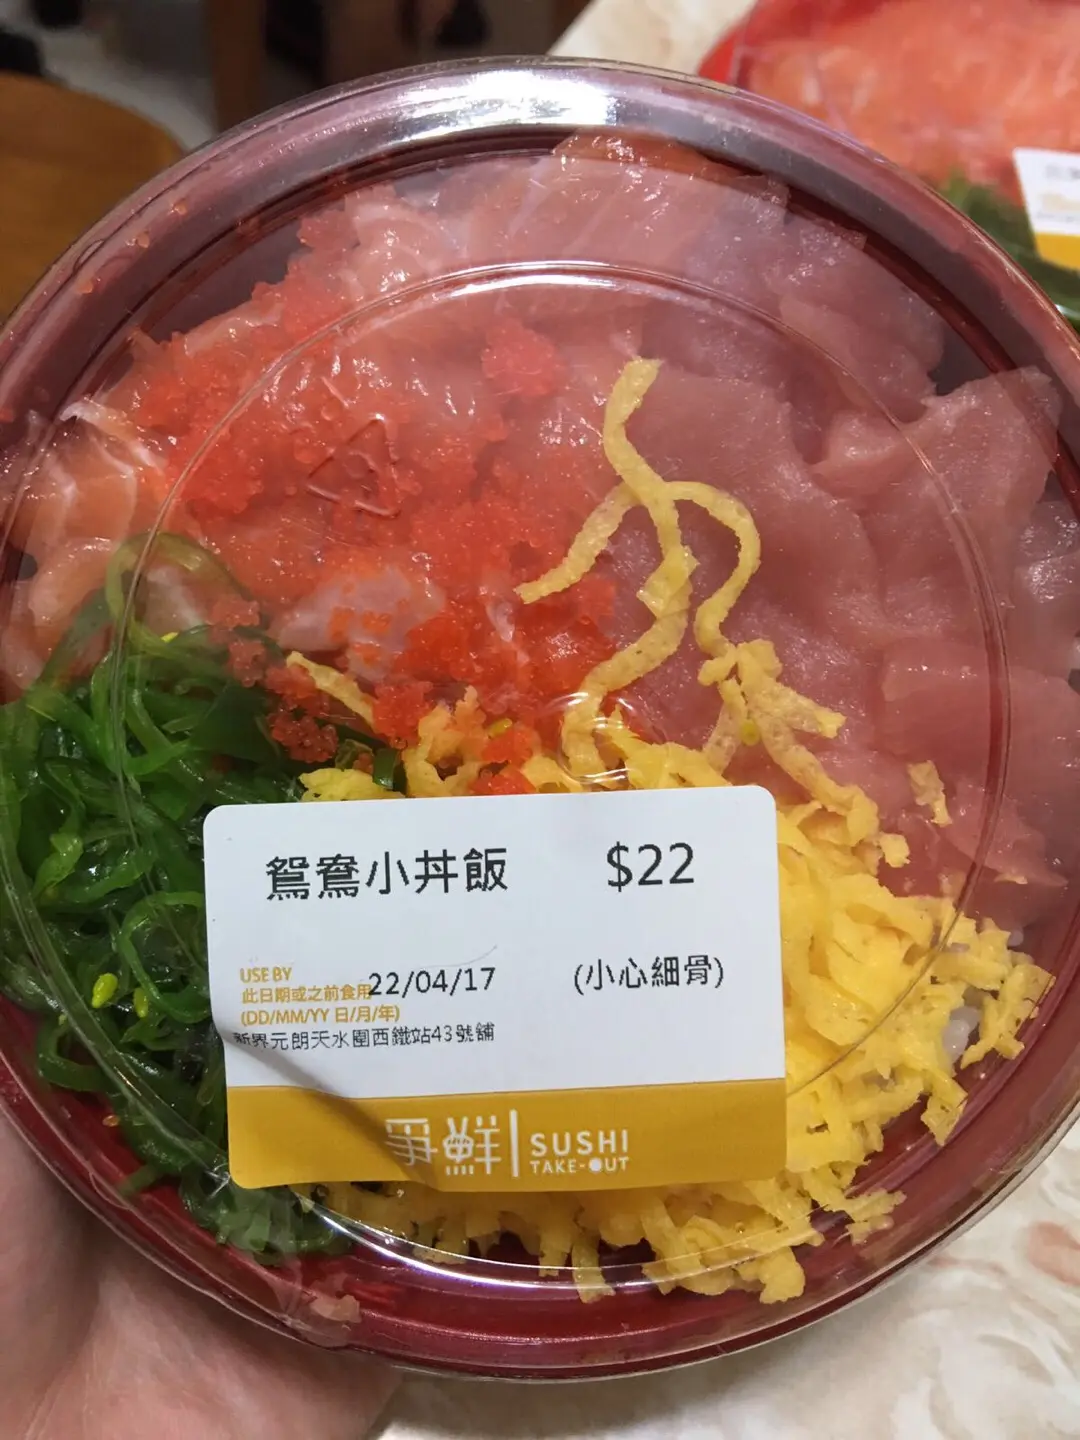 鴛鴦小丼飯 $22
USE BY
此日期或之前食用 22/04/17 (小心細骨)
(DD/MM/YY 日/月/年)
新界元朗天水圍西鐵站43號舖
爭鮮 SUSHI
TAKE-OUT